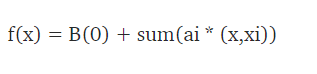 f(x) = B(0) + sum(ai * (x,xi))